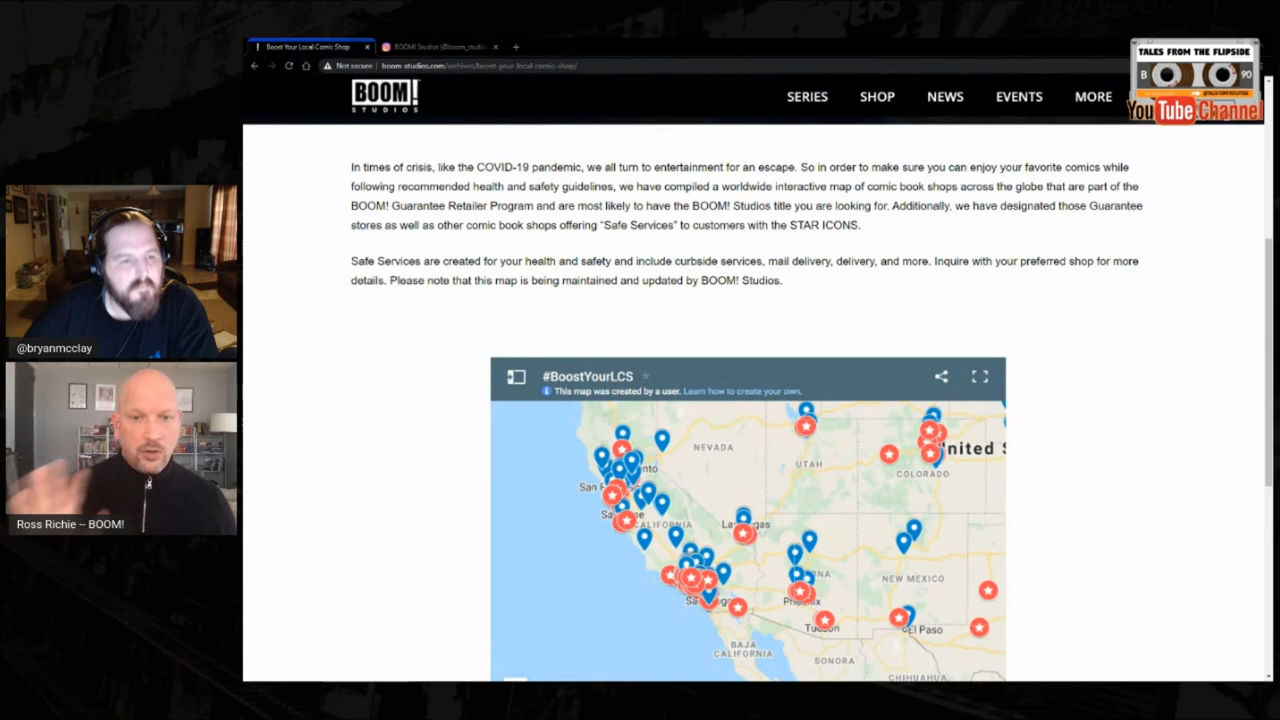 Boost Your Local Comic Shop
BOOM! Studios (@boom_studio
Not secure
boom-studios.com/archives/boost-your-local-comic-shop/
TALES FROM THE FLIPSIDE
B
90
YouTube Channel
BOOM!
STUDIOS
SERIES
SHOP
NEWS
EVENTS
MORE
In times of crisis, like the COVID-19 pandemic, we all turn to entertainment for an escape. So in order to make sure you can enjoy your favorite comics while
following recommended health and safety guidelines, we have compiled a worldwide interactive map of comic book shops across the globe that are part of the
BOOM! Guarantee Retailer Program and are most likely to have the BOOM! Studios title you are looking for. Additionally, we have designated those Guarantee
stores as well as other comic book shops offering “Safe Services” to customers with the STAR ICONS.
Safe Services are created for your health and safety and include curbside services, mail delivery, delivery, and more. Inquire with your preferred shop for more
details. Please note that this map is being maintained and updated by BOOM! Studios.
@bryanmcclay
Ross Richie -- BOOM!
#BoostYourLCS
This map was created by a user. Learn how to create your own.
NEVADA
UTAH
COLORADO
United S
San F
nto
Sa
se
CALIFORNIA
Las
egas
ONA
NEW MEXICO
Sa
Ph
x
Tucson
El Paso
BAJA
CALIFORNIA
SONORA
CHIHUAHUA